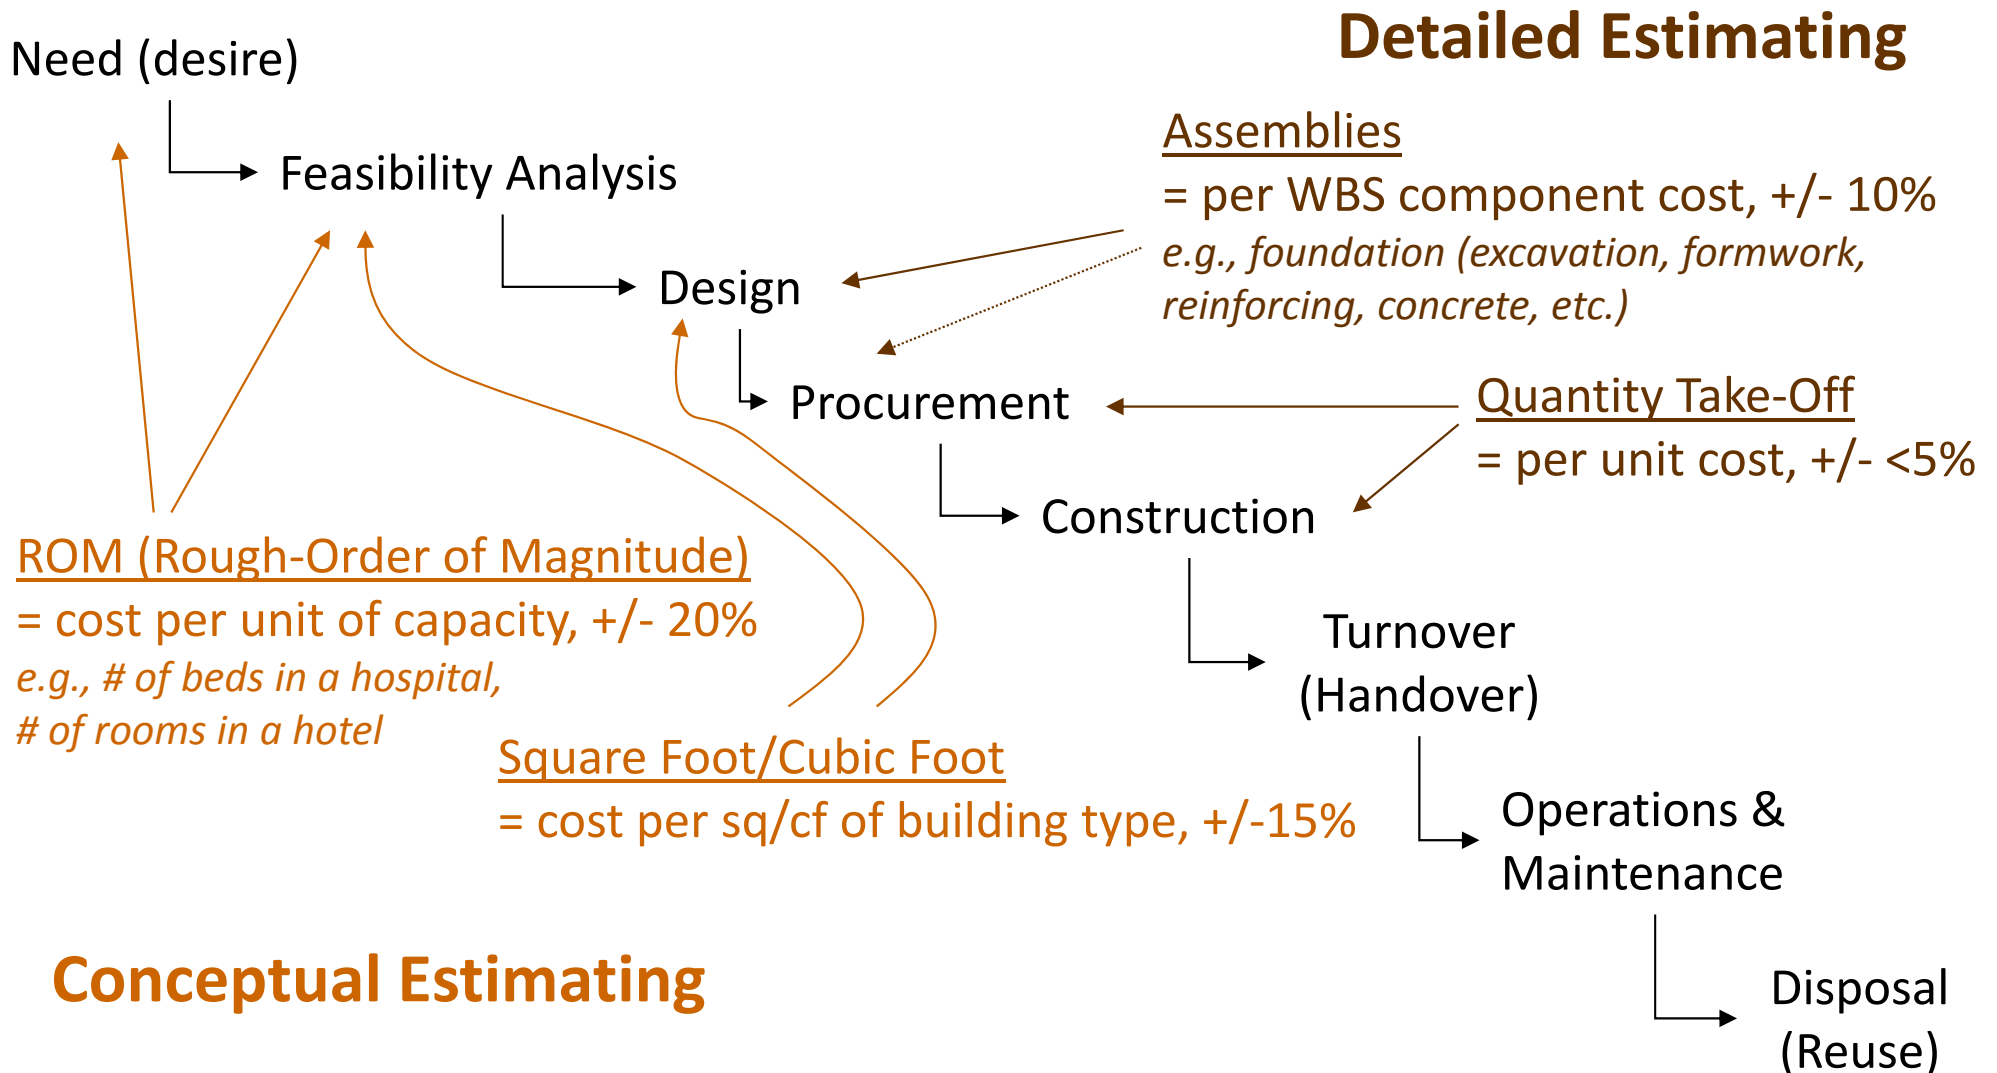 Detailed Estimating
Need (desire)
Feasibility Analysis
Design
Procurement
Construction
Turnover
(Handover)
Operations &
Maintenance
Disposal
(Reuse)
Assemblies
= per WBS component cost, +/- 10%
e.g., foundation (excavation, formwork,
reinforcing, concrete, etc.)
Quantity Take-Off
= per unit cost, +/- <5%
ROM (Rough-Order of Magnitude)
= cost per unit of capacity, +/- 20%
e.g., # of beds in a hospital,
# of rooms in a hotel
Square Foot/Cubic Foot
= cost per sq/cf of building type, +/-15%
Conceptual Estimating